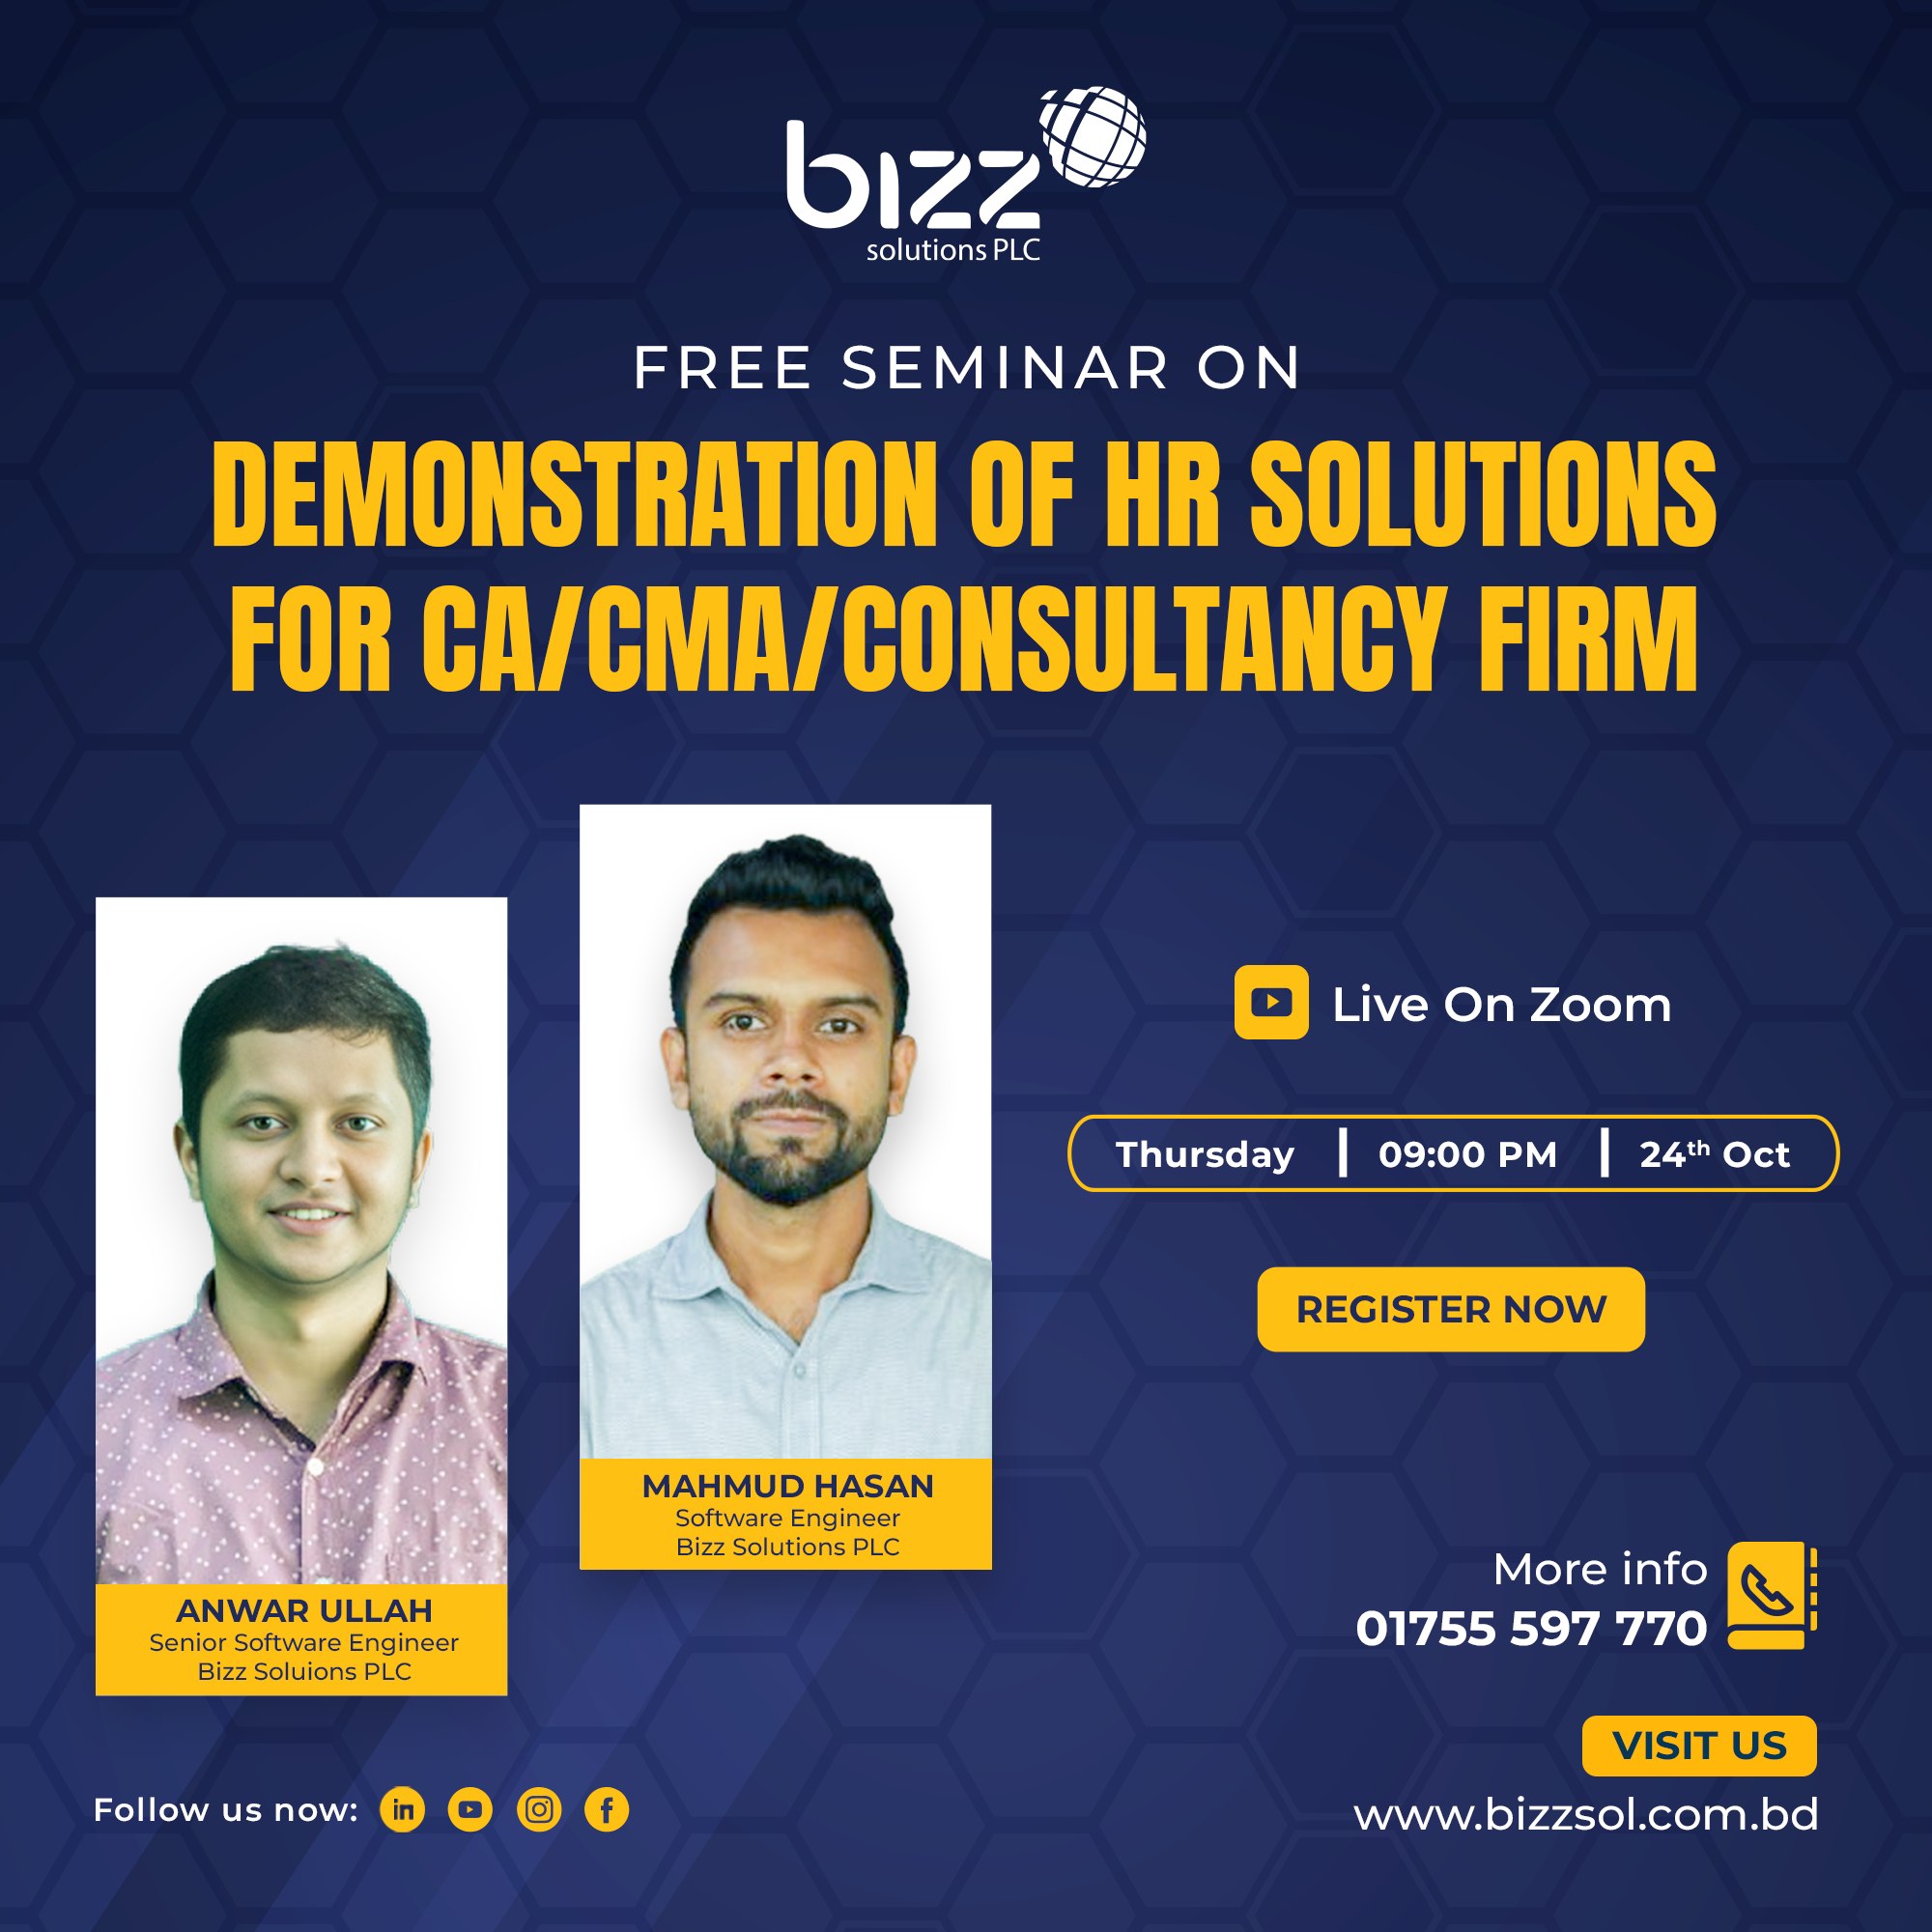 bizz
solutions PLC
FREE SEMINAR ON
DEMONSTRATION OF HR SOLUTIONS
FOR CA/CMA/CONSULTANCY FIRM
Live On Zoom
Thursday | 09:00 PM | 24th Oct
REGISTER NOW
MAHMUD HASAN
Software Engineer
Bizz Solutions PLC
ANWAR ULLAH
Senior Software Engineer
Bizz Soluions PLC
More info
01755 597 770
VISIT US
www.bizzsol.com.bd
Follow us now: